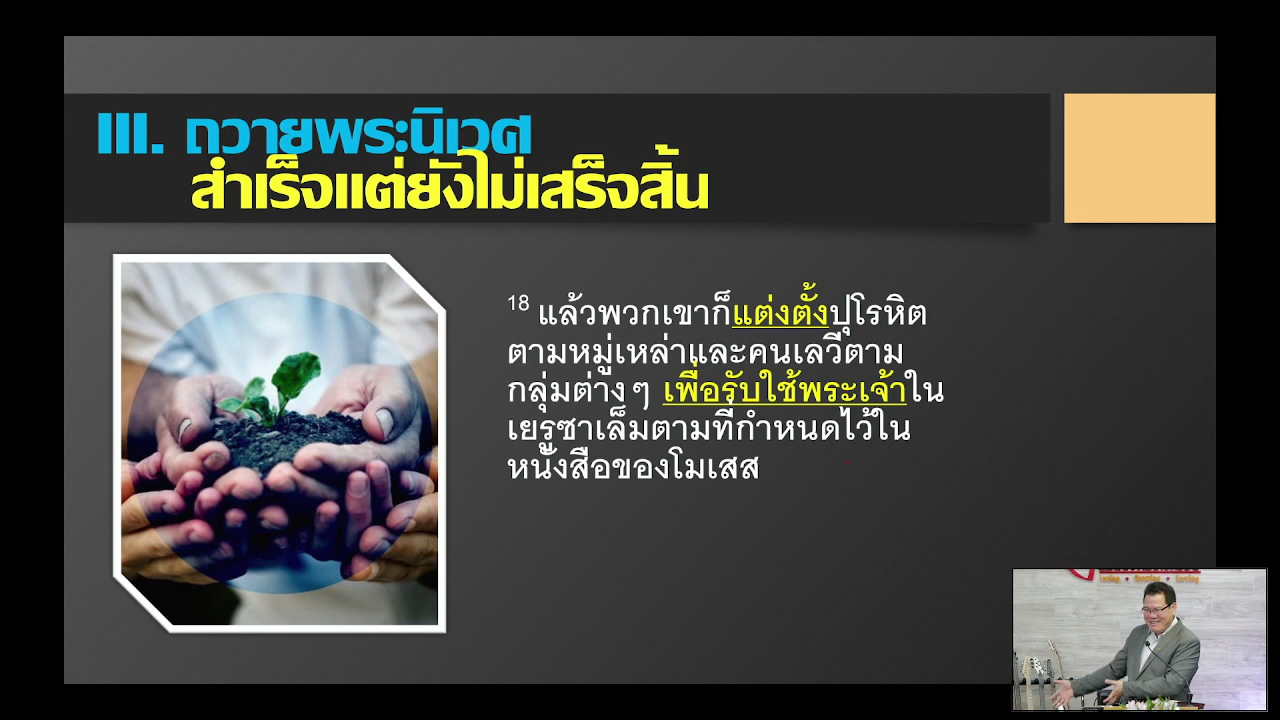 III. ถวายพระนิเวศ
สำเร็จแต่ยังไม่เสร็จสิ้น
18 แล้วพวกเขาก็แต่งตั้งปุโรหิต
ตามหมู่เหล่าและคนเลวีตาม
กลุ่มต่าง ๆ เพื่อรับใช้พระเจ้าใน
เยรูซาเล็มตามที่กำหนดไว้ใน
หนังสือของโมเสส